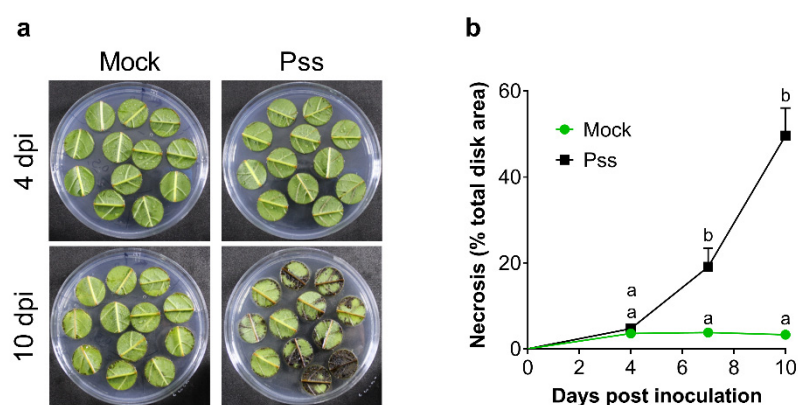 a
Mock
Pss
4 dpi
10 dpi
b
Necrosis (% total disk area)
60
40
20
0
Mock
Pss
b
b
a
a
a
a
0
2
4
6
8
10
Days post inoculation